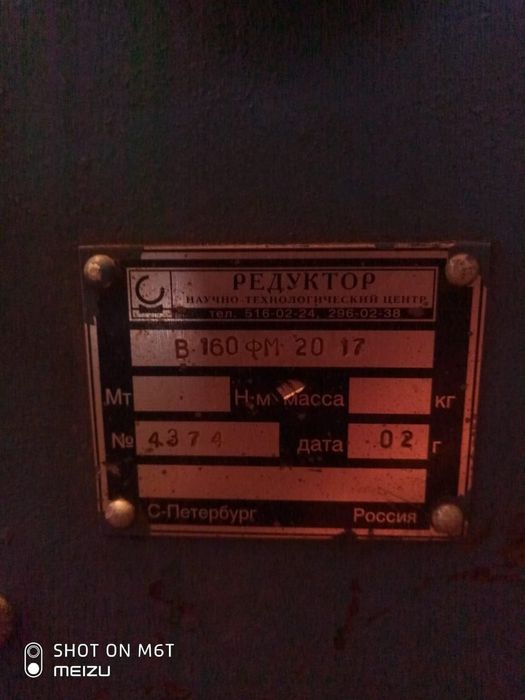 РЕДУКТОР
НАУЧНО-ТЕХНОЛОГИЧЕСКИЙ ЦЕНТР
тел. 516-02-24, 296-02-38
В 160 ФМ 20 17
Мт Н·м масса кг
№ 4374 дата 02 г
С-Петербург Россия
SHOT ON M6T
MEIZU